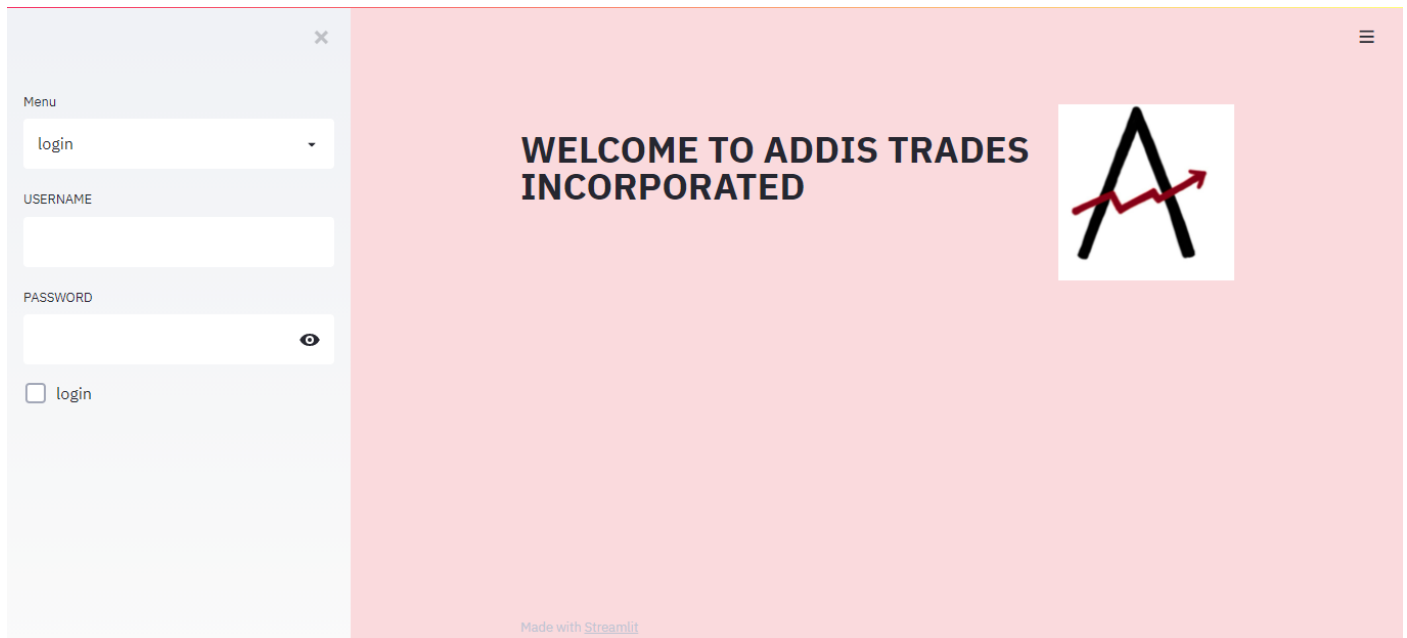 Menu
login
USERNAME
PASSWORD
login
WELCOME TO ADDIS TRADES
INCORPORATED
Made with Streamlit